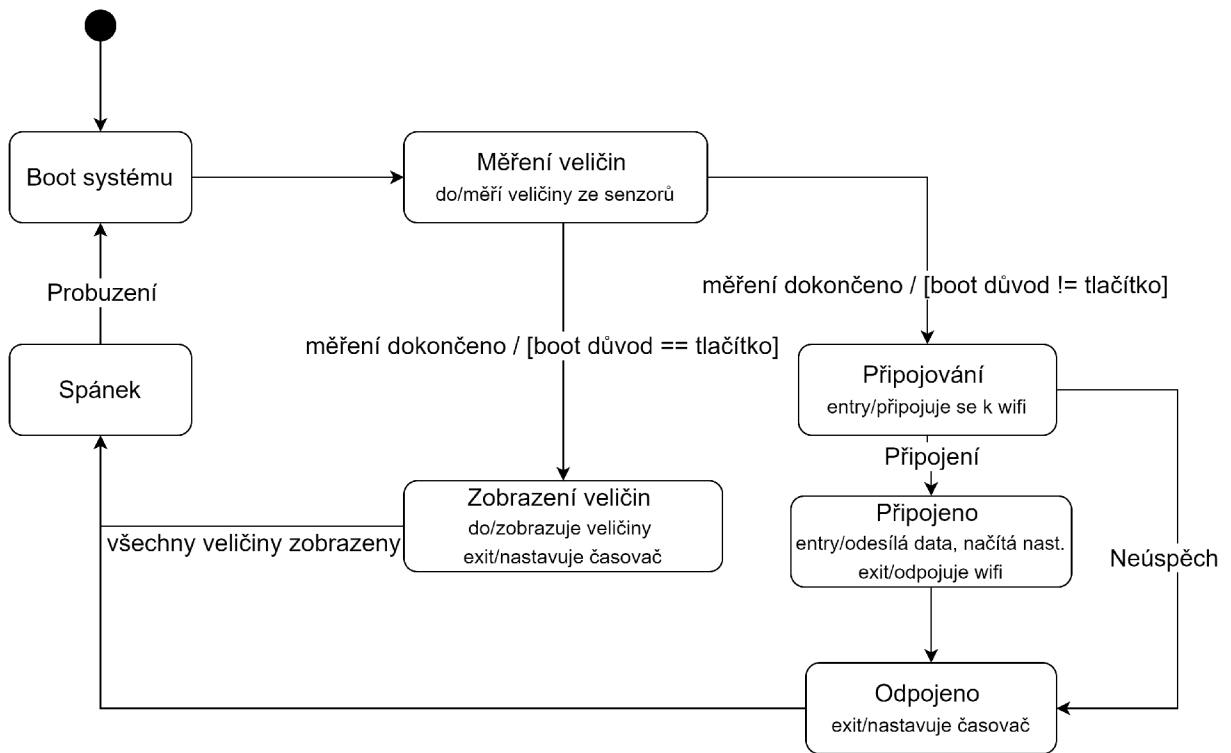 Boot systému
Měření veličin
do/měří veličiny ze senzorů
Probuzení
měření dokončeno / [boot důvod != tlačítko]
měření dokončeno / [boot důvod == tlačítko]
Spánek
Připojování
entry/připojuje se k wifi
Připojení
Zobrazení veličin
do/zobrazuje veličiny
exit/nastavuje časovač
všechny veličiny zobrazeny
Připojeno
entry/odesílá data, načítá nast.
exit/odpojuje wifi
Neúspěch
Odpojeno
exit/nastavuje časovač